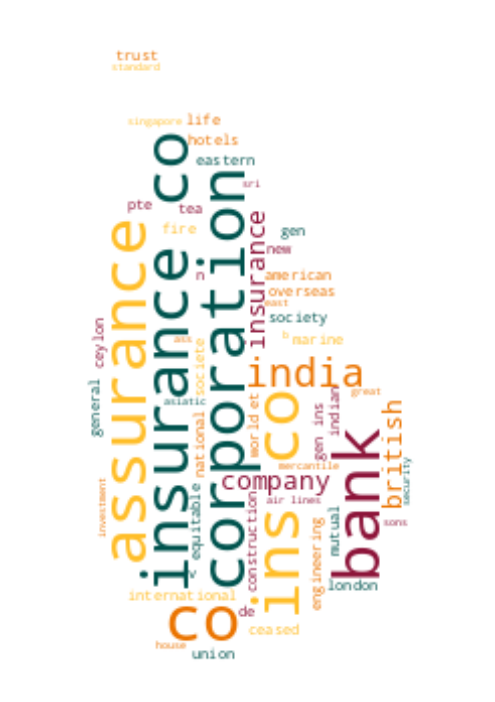 trust
standard
singapore
life
hotels
eastern
sri
pte
tea
insurance co
corporation
assurance
fire
insurance
gen
new
n
american
overseas
east
society
b
marine
ceylon
ass
societe
india
general
asiatic
great
ins co
world et
gen ins
indian
british
national
bank
mercantile
security
company
investment
air lines
equitable
construction
engineering
mutual
sons
v
london
international
co
de
ceased
house
union